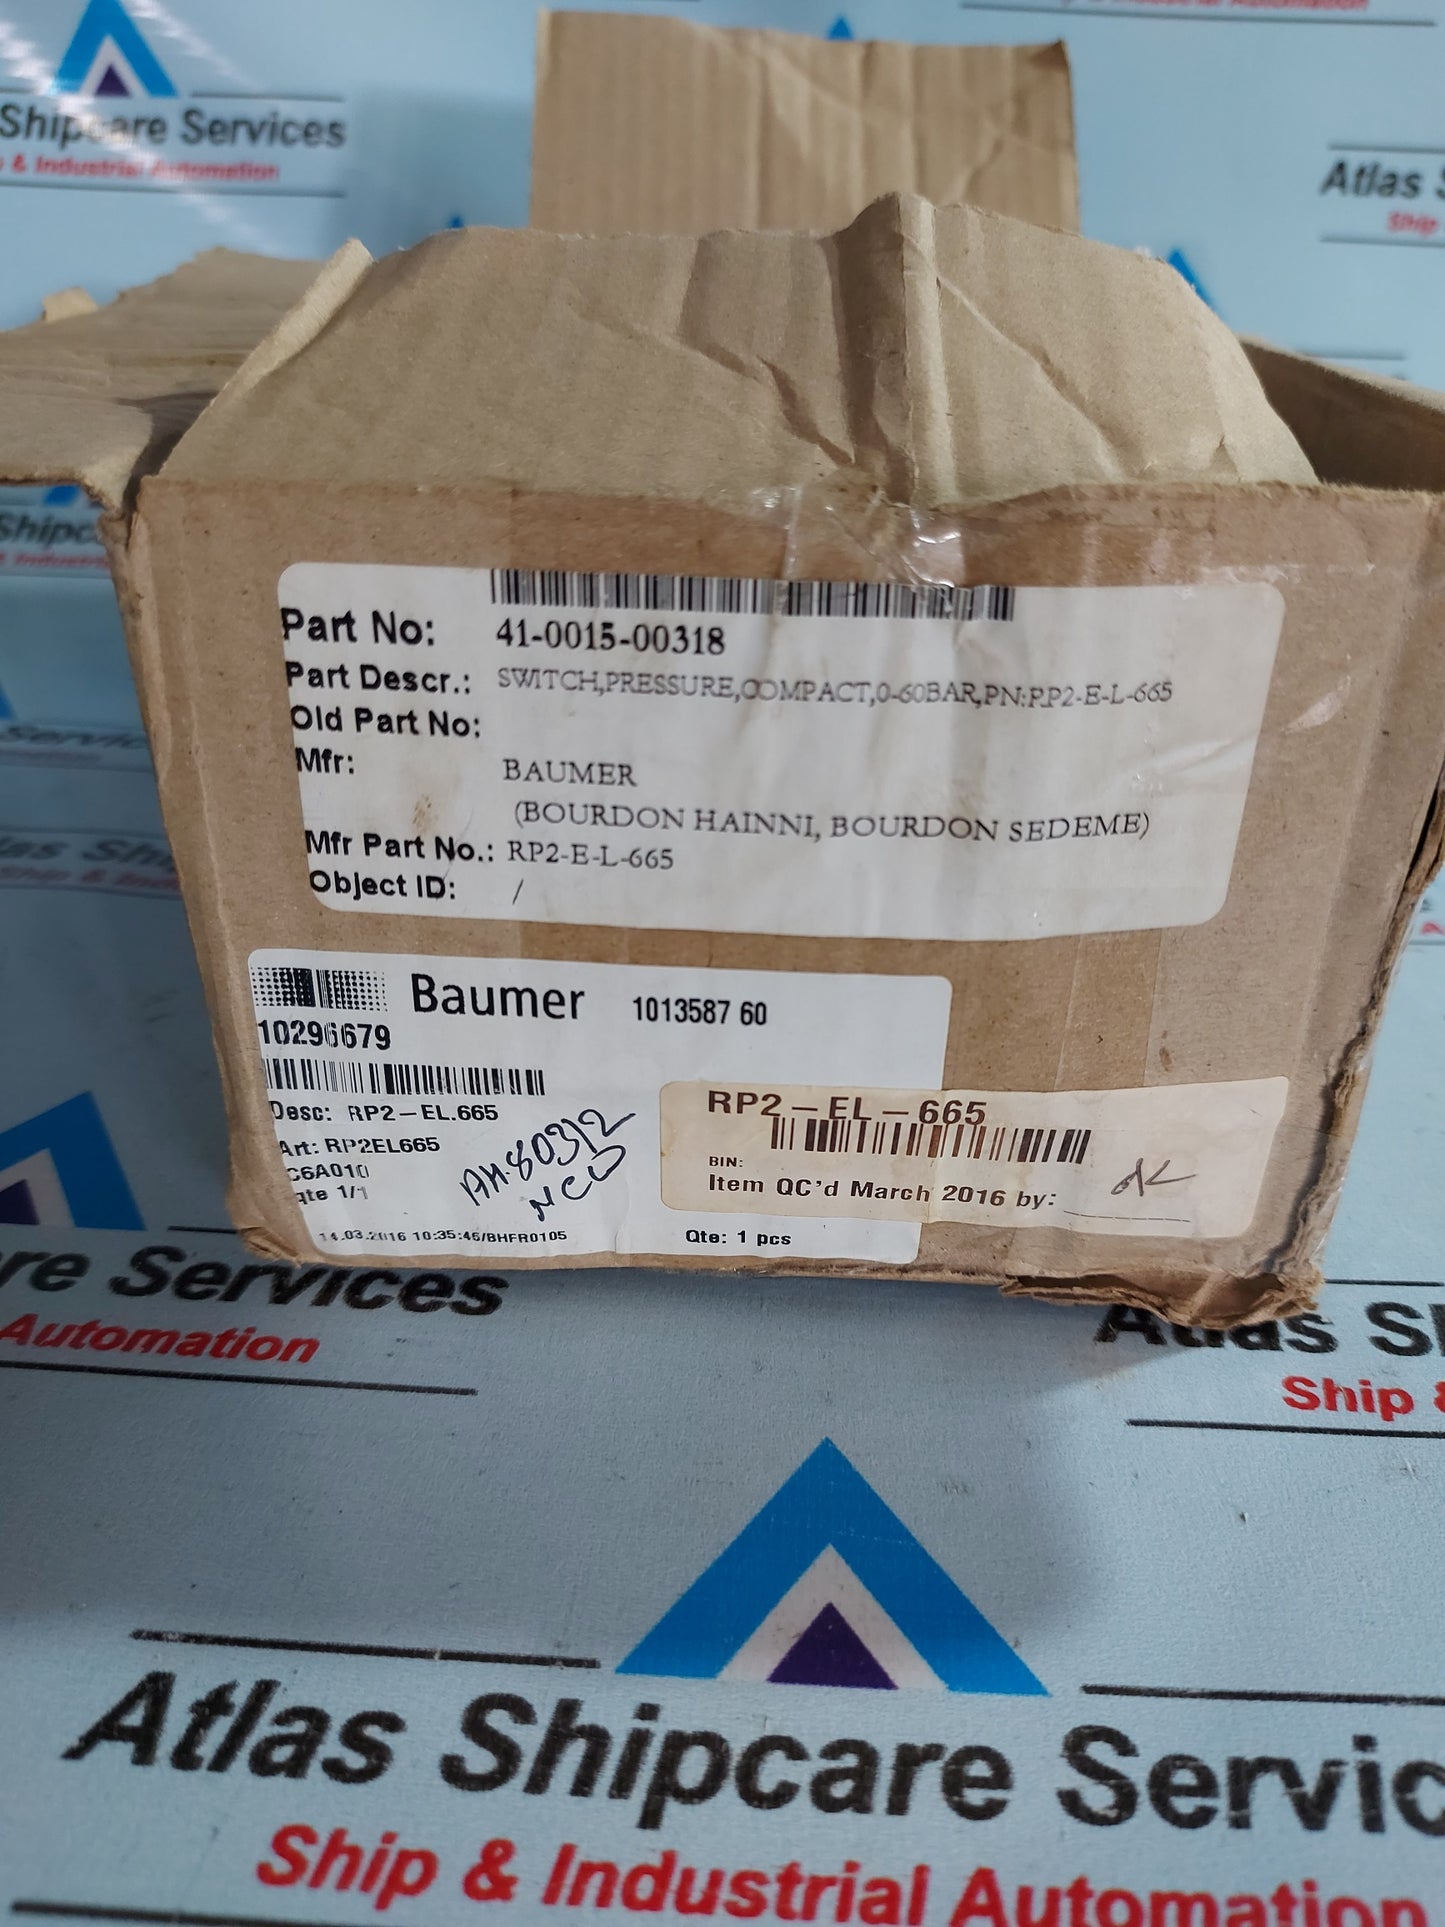 Shipcare Services
& Industrial Automation
Ship & Industrial Automation
Atlas S
Ship
Part No: 41-0015-00318
Part Descr.: SWITCH,PRESSURE,COMPACT,0-60BAR,PN:RP2-E-L-665
Old Part No:
Mfr: BAUMER
(BOURDON HAINNI, BOURDON SEDEME)
Mfr Part No.: RP2-E-L-665
Object ID: /
Baumer 1013587 60
10296679
Desc: RP2-EL.665
Art: RP2EL665
C6A010
Qte 1/1
14.03.2016 10:35:46/BHFR0105
Qte: 1 pcs
RP2-EL-665
BIN:
Item QC'd March 2016 by:
re Services
Automation
Atlas S
Ship &
Atlas Shipcare Servic
Ship & Industrial Automation